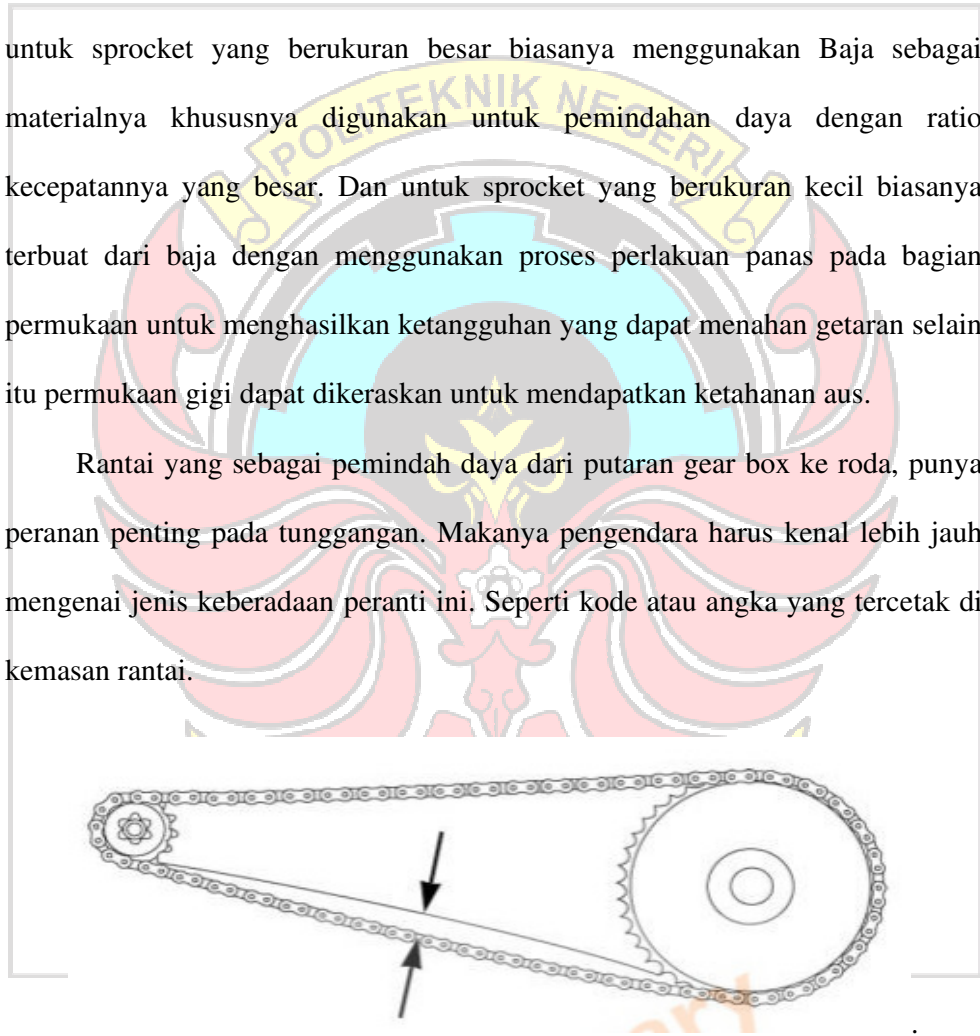 untuk sprocket yang berukuran besar biasanya menggunakan Baja sebagai
materialnya khususnya digunakan untuk pemindahan daya dengan ratio
POLITEKNIK NEGERI
kecepatannya yang besar. Dan untuk sprocket yang berukuran kecil biasanya
terbuat dari baja dengan menggunakan proses perlakuan panas pada bagian
permukaan untuk menghasilkan ketangguhan yang dapat menahan getaran selain
itu permukaan gigi dapat dikeraskan untuk mendapatkan ketahanan aus.
Rantai yang sebagai pemindah daya dari putaran gear box ke roda, punya
peranan penting pada tunggangan. Makanya pengendara harus kenal lebih jauh
mengenai jenis keberadaan peranti ini. Seperti kode atau angka yang tercetak di
kemasan rantai.